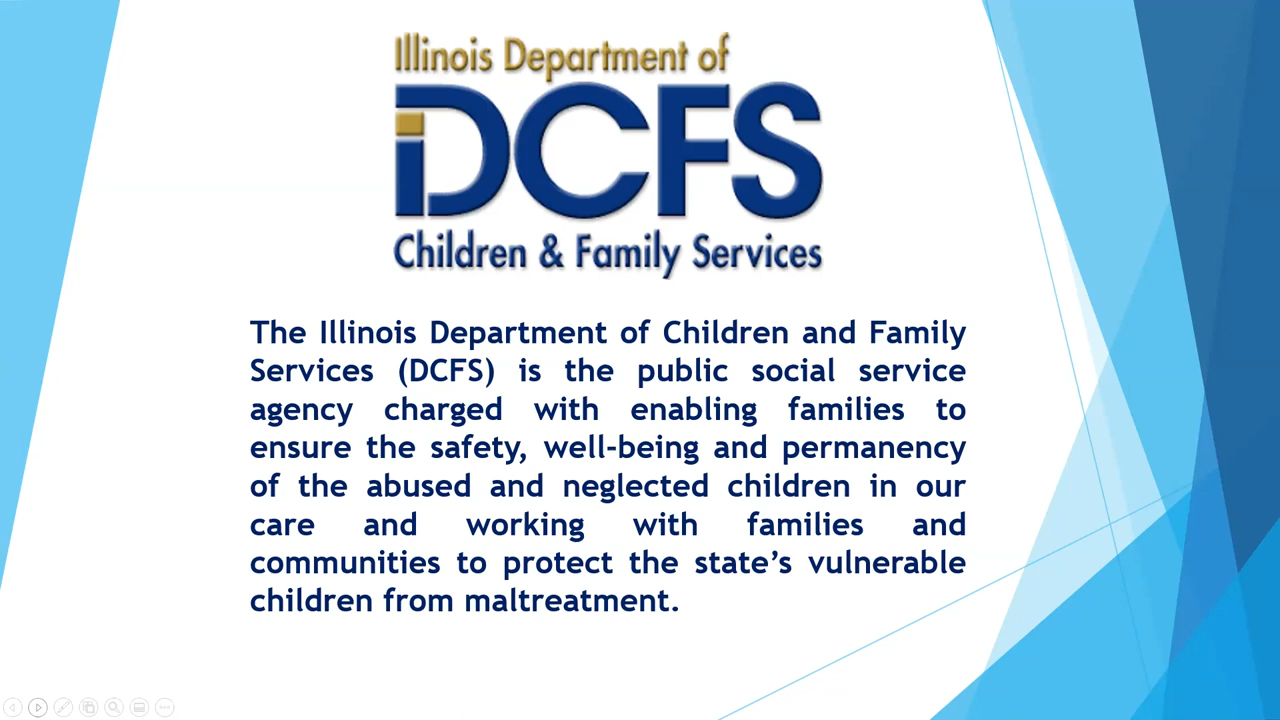 Illinois Department of
DCFS
Children & Family Services
The Illinois Department of Children and Family
Services (DCFS) is the public social service
agency charged with enabling families to
ensure the safety, well-being and permanency
of the abused and neglected children in our
care and working with families and
communities to protect the state’s vulnerable
children from maltreatment.